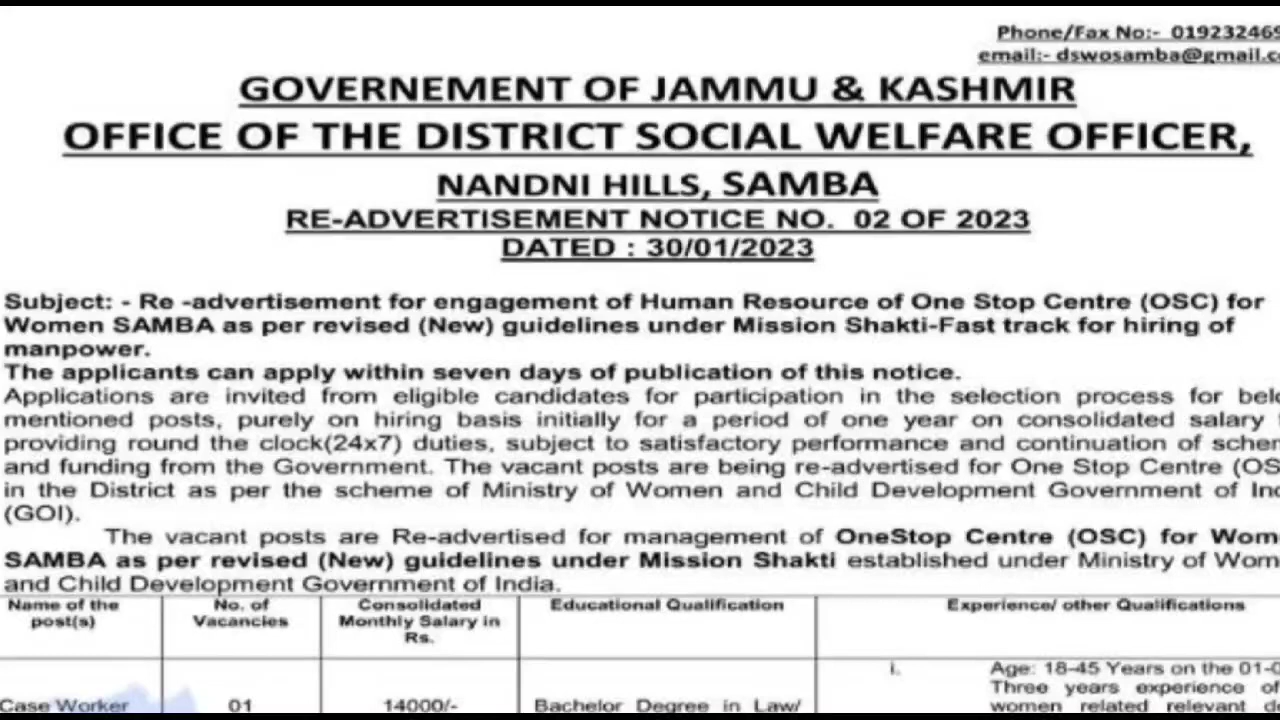 Phone/Fax No:- 01923246
email:- dswosamba@gmail.c
GOVERNEMENT OF JAMMU & KASHMIR
OFFICE OF THE DISTRICT SOCIAL WELFARE OFFICER,
NANDNI HILLS, SAMBA
RE-ADVERTISEMENT NOTICE NO. 02 OF 2023
DATED : 30/01/2023
Subject: - Re -advertisement for engagement of Human Resource of One Stop Centre (OSC) for
Women SAMBA as per revised (New) guidelines under Mission Shakti-Fast track for hiring of
manpower.
The applicants can apply within seven days of publication of this notice.
Applications are invited from eligible candidates for participation in the selection process for bel
mentioned posts, purely on hiring basis initially for a period of one year on consolidated salary
providing round the clock(24x7) duties, subject to satisfactory performance and continuation of schem
and funding from the Government. The vacant posts are being re-advertised for One Stop Centre (OS
in the District as per the scheme of Ministry of Women and Child Development Government of Ind
(GOI).
The vacant posts are Re-advertised for management of OneStop Centre (OSC) for Wom
SAMBA as per revised (New) guidelines under Mission Shakti established under Ministry of Wom
and Child Development Government of India.
Name of the post(s) No. of Vacancies Consolidated Monthly Salary in Rs. Educational Qualification Experience/ other Qualifications
Case Worker 01 14000/- Bachelor Degree in Law/
i. Age: 18-45 Years on the 01-0
Three years experience of
women related relevant d